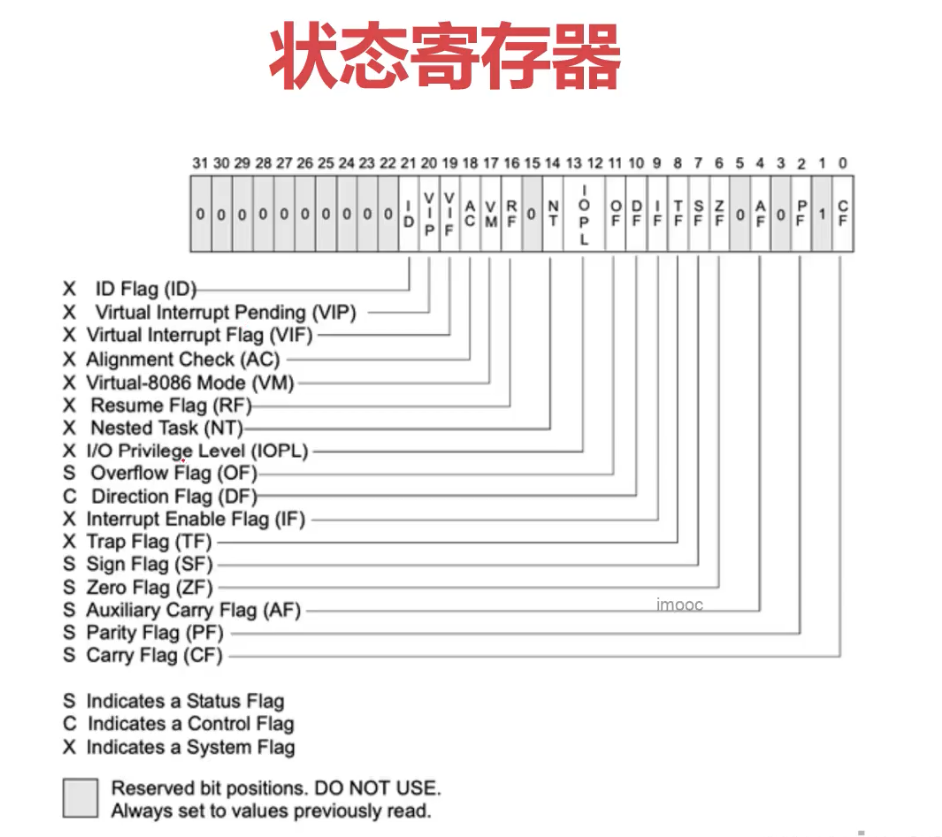 状态寄存器
31 30 29 28 27 26 25 24 23 22 21 20 19 18 17 16 15 14 13 12 11 10 9 8 7 6 5 4 3 2 1 0
0 0 0 0 0 0 0 0 0 0 ID VIP VIF AC VM RF 0 NT IOPL OF DF IF TF SF ZF 0 AF 0 PF 1 CF
X ID Flag (ID)
X Virtual Interrupt Pending (VIP)
X Virtual Interrupt Flag (VIF)
X Alignment Check (AC)
X Virtual-8086 Mode (VM)
X Resume Flag (RF)
X Nested Task (NT)
X I/O Privilege Level (IOPL)
S Overflow Flag (OF)
C Direction Flag (DF)
X Interrupt Enable Flag (IF)
X Trap Flag (TF)
S Sign Flag (SF)
S Zero Flag (ZF)
S Auxiliary Carry Flag (AF)
imooc
S Parity Flag (PF)
S Carry Flag (CF)
S Indicates a Status Flag
C Indicates a Control Flag
X Indicates a System Flag
Reserved bit positions. DO NOT USE.
Always set to values previously read.